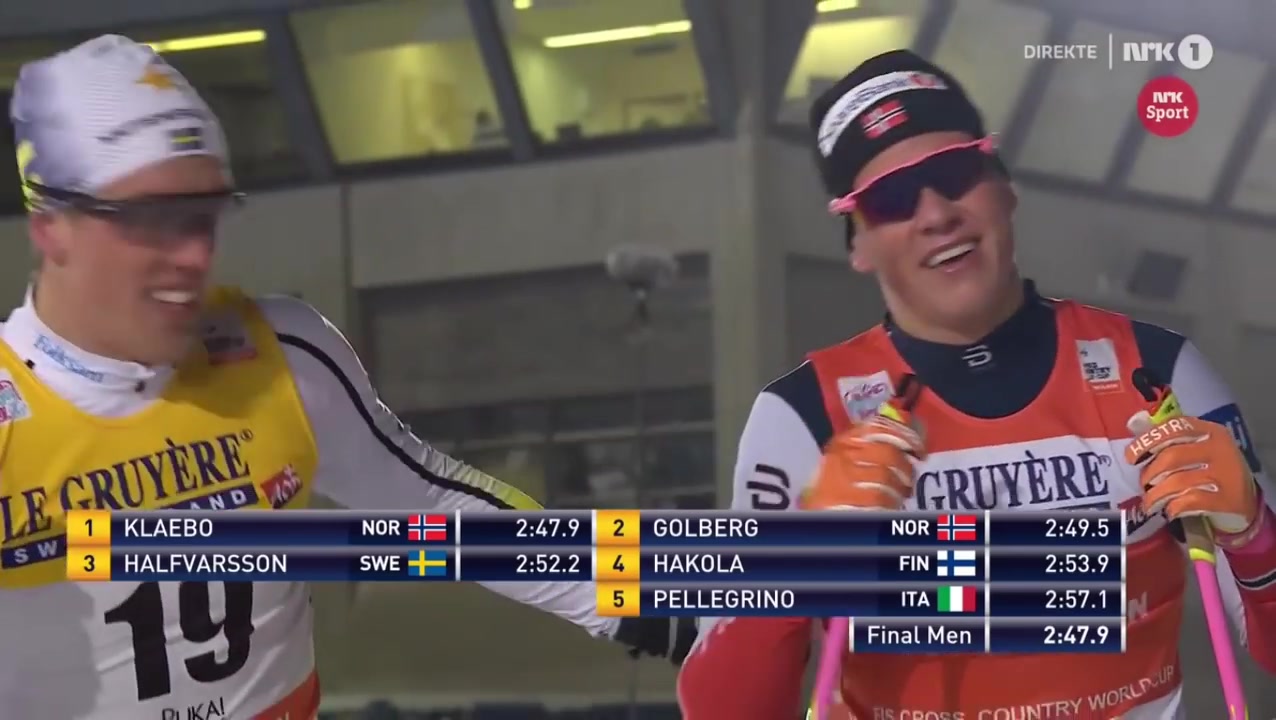 DIREKTE nrk 1
nrk
Sport
LE GRUYÈRE®
GRUYÈRE
HESTRA
1 KLAEBO NOR 2:47.9
2 GOLBERG NOR 2:49.5
3 HALFVARSSON SWE 2:52.2
4 HAKOLA FIN 2:53.9
5 PELLEGRINO ITA 2:57.1
Final Men 2:47.9
19
RUKA!
FIS CROSS COUNTRY WORLD CUP